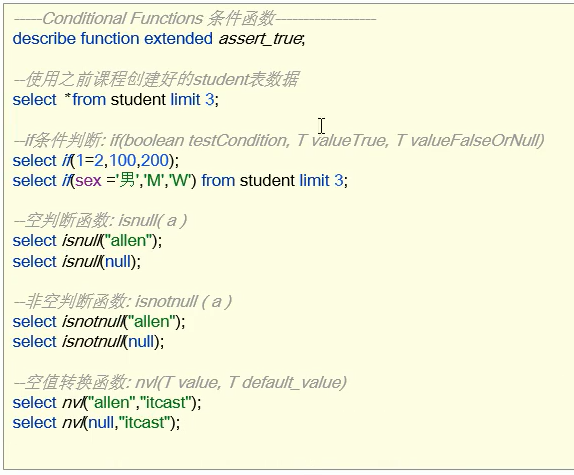 -----Conditional Functions 条件函数------------------
describe function extended assert_true;
--使用之前课程创建好的student表数据
select *from student limit 3;
--if条件判断: if(boolean testCondition, T valueTrue, T valueFalseOrNull)
select if(1=2,100,200);
select if(sex ='男','M','W') from student limit 3;
--空判断函数: isnull( a )
select isnull("allen");
select isnull(null);
--非空判断函数: isnotnull ( a )
select isnotnull("allen");
select isnotnull(null);
--空值转换函数: nvl(T value, T default_value)
select nvl("allen","itcast");
select nvl(null,"itcast");